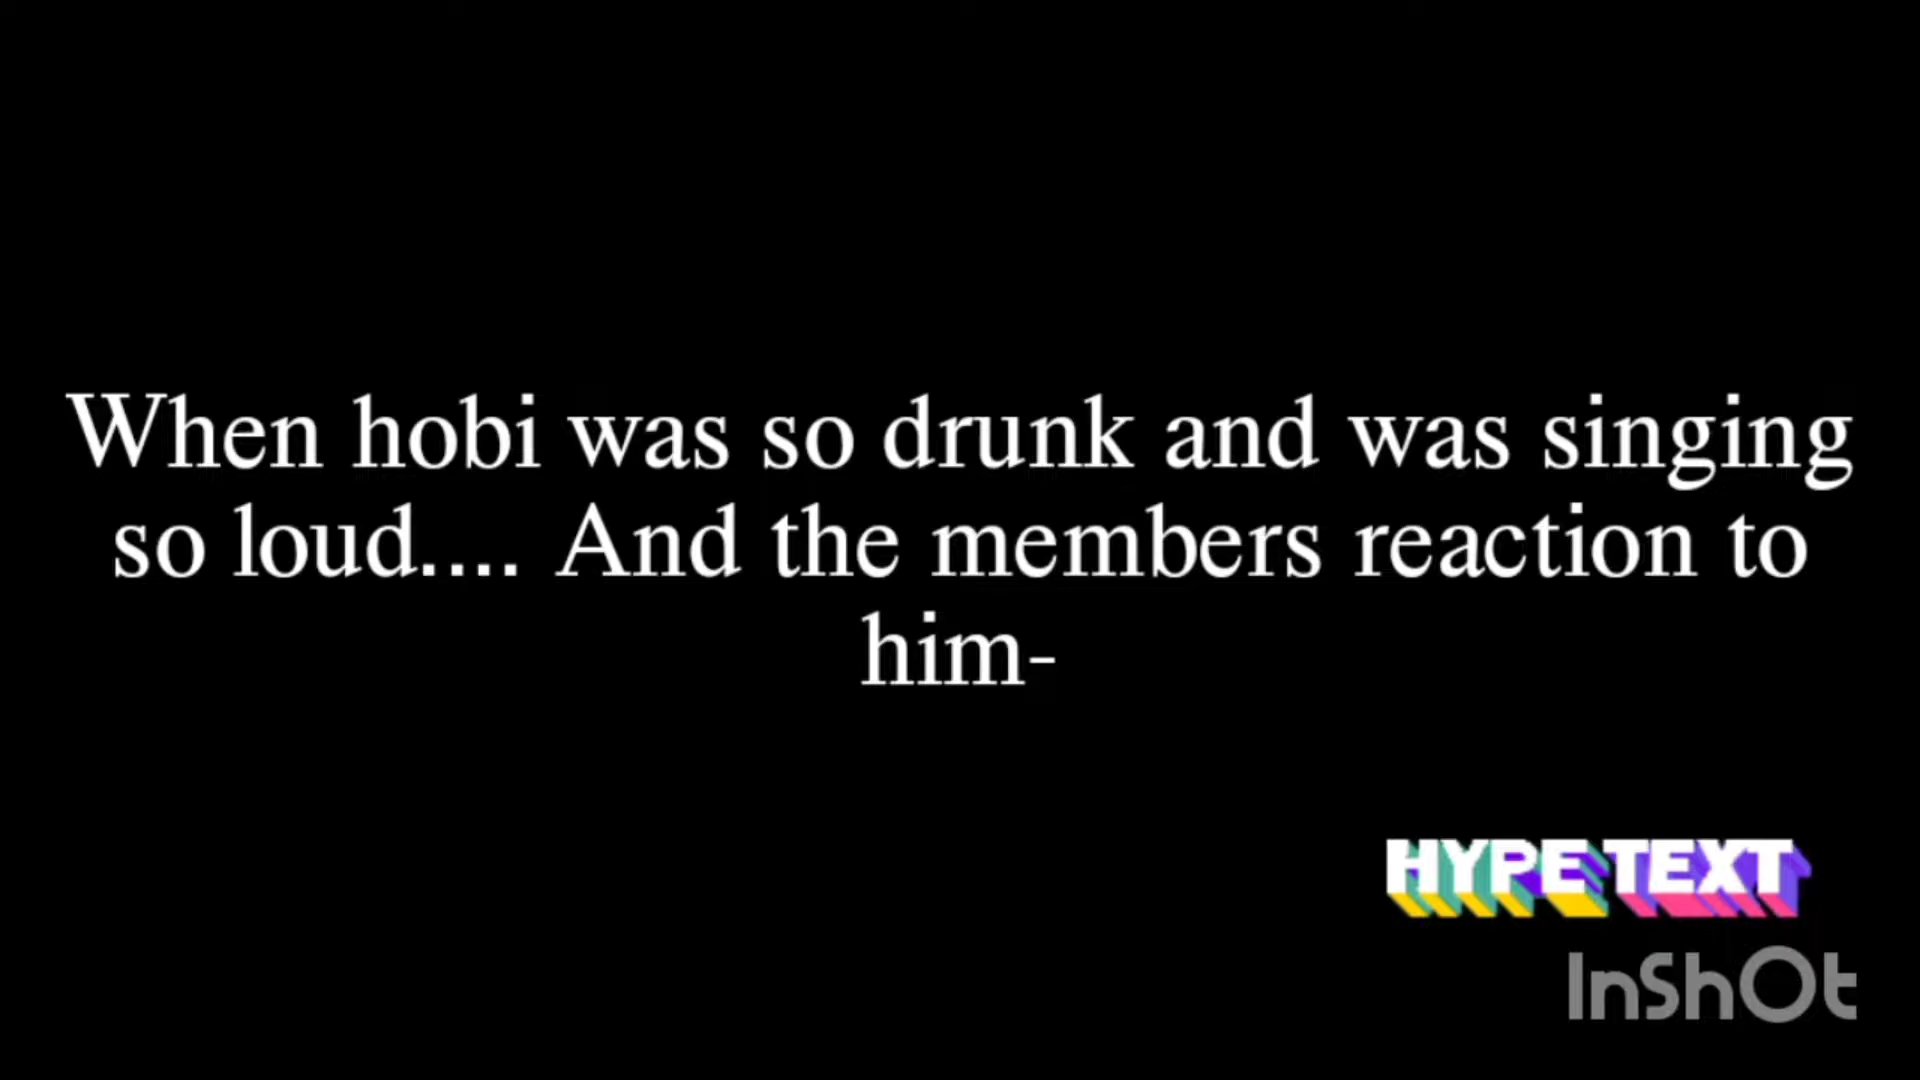 When hobi was so drunk and was singing
so loud.... And the members reaction to
him-
HYPE TEXT
InShOt